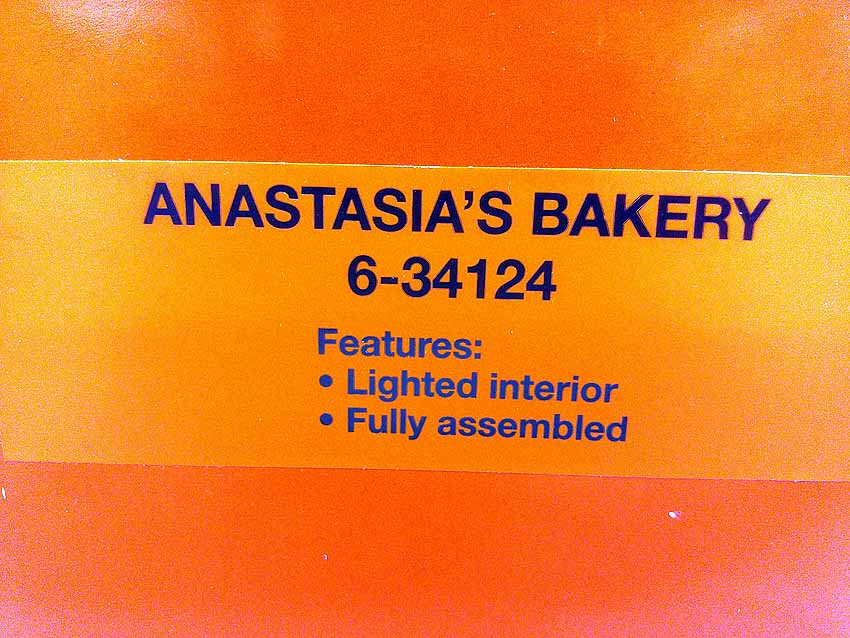 ANASTASIA'S BAKERY
6-34124
Features:
• Lighted interior
• Fully assembled